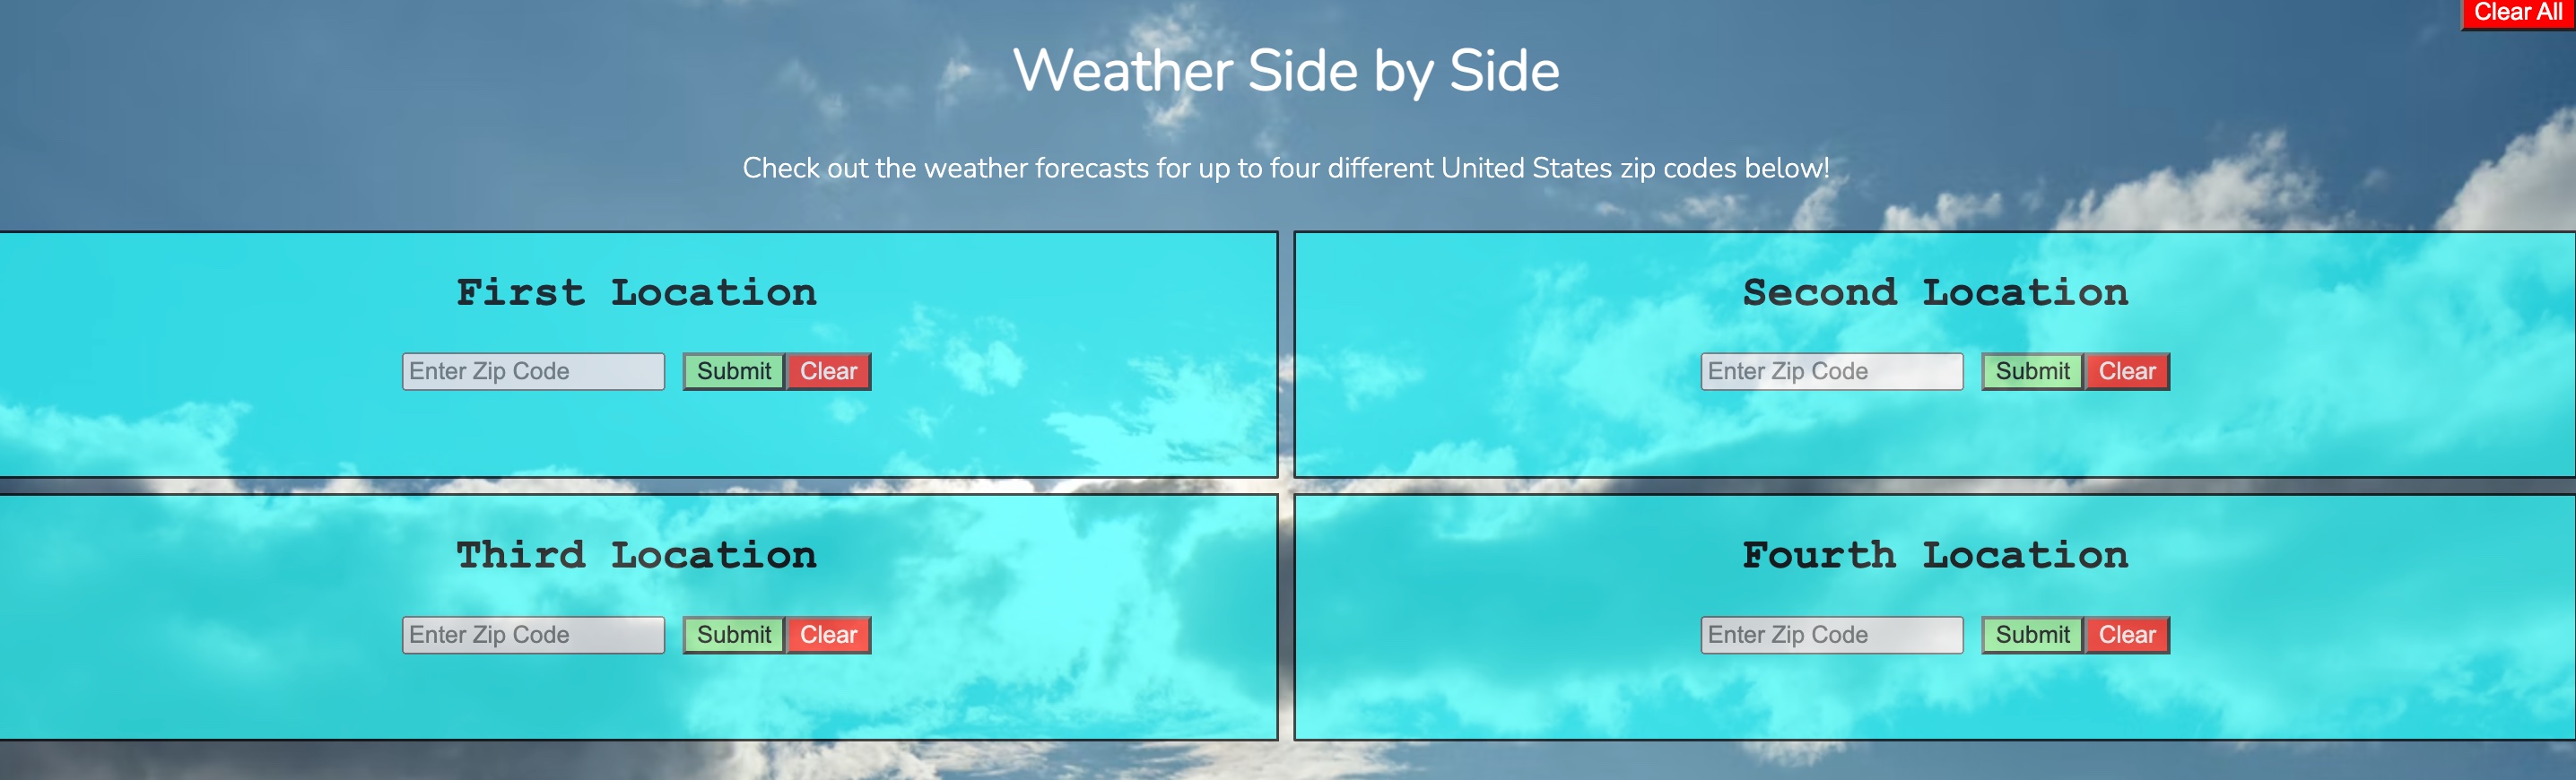 Clear All
Weather Side by Side
Check out the weather forecasts for up to four different United States zip codes below!
First Location
Enter Zip Code Submit Clear
Second Location
Enter Zip Code Submit Clear
Third Location
Enter Zip Code Submit Clear
Fourth Location
Enter Zip Code Submit Clear